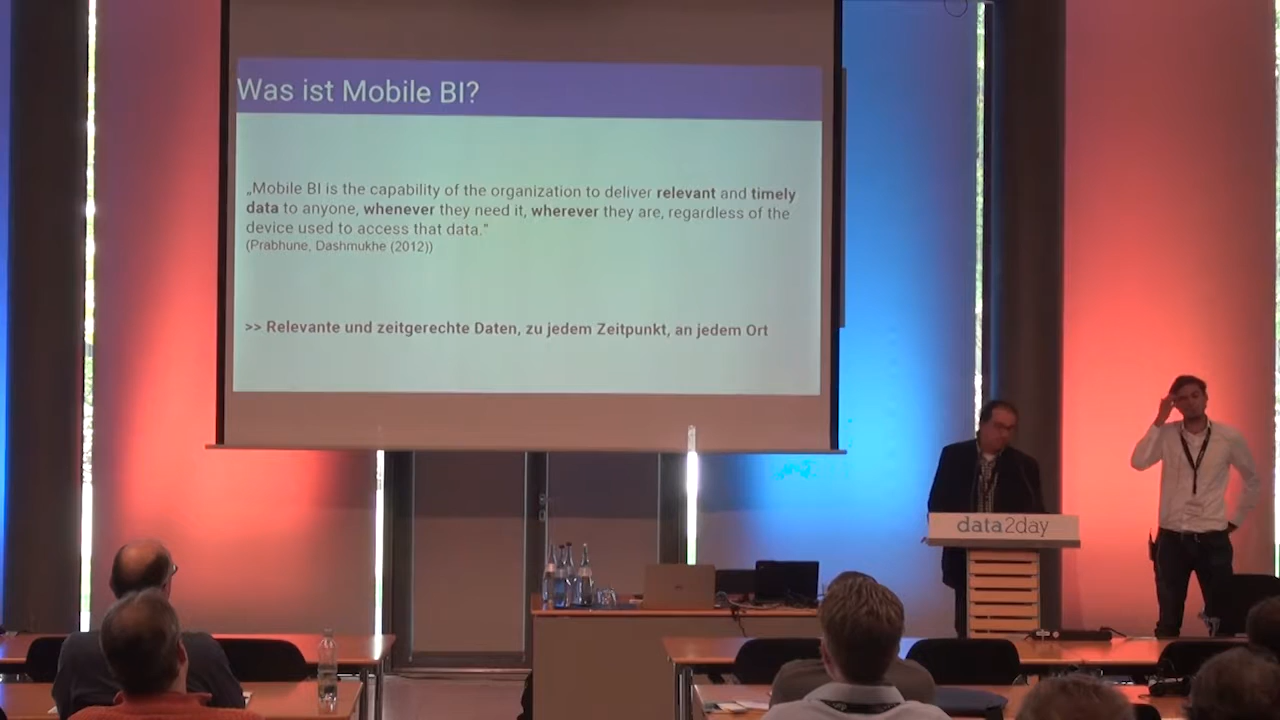 Was ist Mobile BI?
„Mobile BI is the capability of the organization to deliver relevant and timely
data to anyone, whenever they need it, wherever they are, regardless of the
device used to access that data."
(Prabhune, Dashmukhe (2012))
>> Relevante und zeitgerechte Daten, zu jedem Zeitpunkt, an jedem Ort
data2day